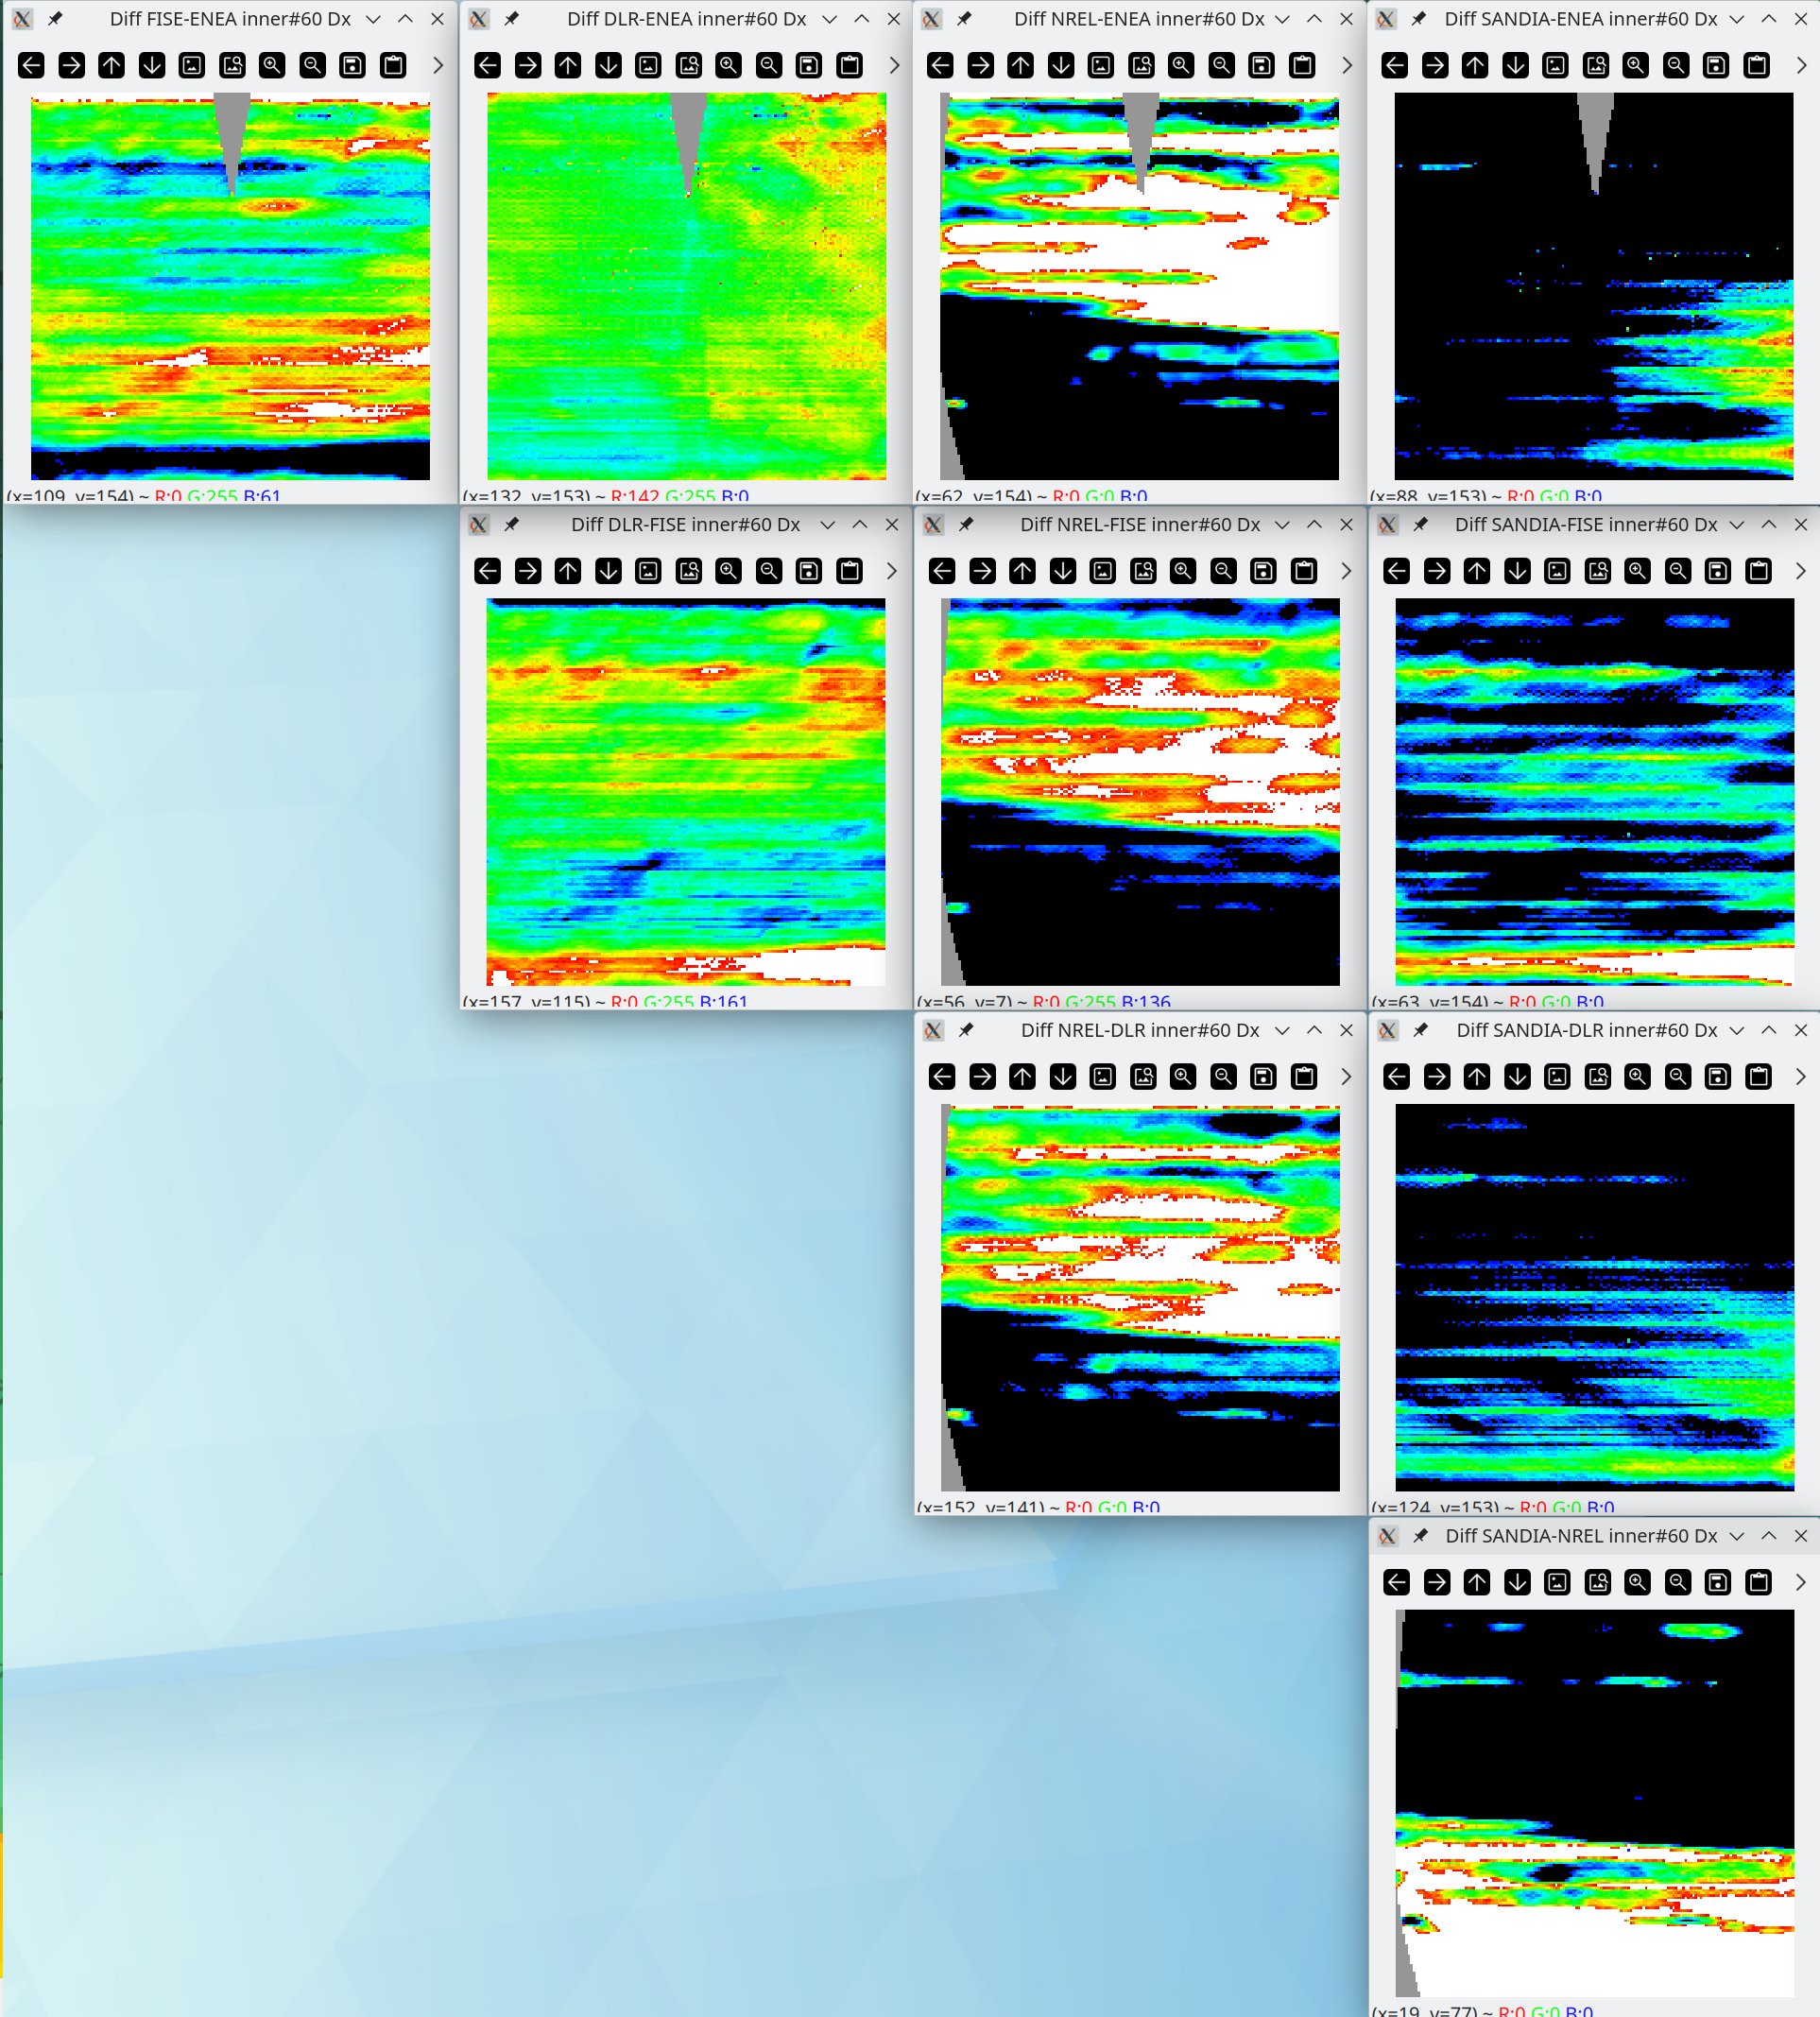 Diff FISE-ENEA inner#60 Dx
Diff DLR-ENEA inner#60 Dx
Diff NREL-ENEA inner#60 Dx
Diff SANDIA-ENEA inner#60 Dx
(x=109, y=154) ~ R:0 G:255 B:61
(x=132, y=153) ~ R:142 G:255 B:0
(x=62, y=154) ~ R:0 G:0 B:0
(x=88, y=153) ~ R:0 G:0 B:0
Diff DLR-FISE inner#60 Dx
Diff NREL-FISE inner#60 Dx
Diff SANDIA-FISE inner#60 Dx
(x=157, y=115) ~ R:0 G:255 B:161
(x=56, y=7) ~ R:0 G:255 B:136
(x=63, y=154) ~ R:0 G:0 B:0
Diff NREL-DLR inner#60 Dx
Diff SANDIA-DLR inner#60 Dx
(x=152, y=141) ~ R:0 G:0 B:0
(x=124, y=153) ~ R:0 G:0 B:0
Diff SANDIA-NREL inner#60 Dx
(x=19, y=77) ~ R:0 G:0 B:0